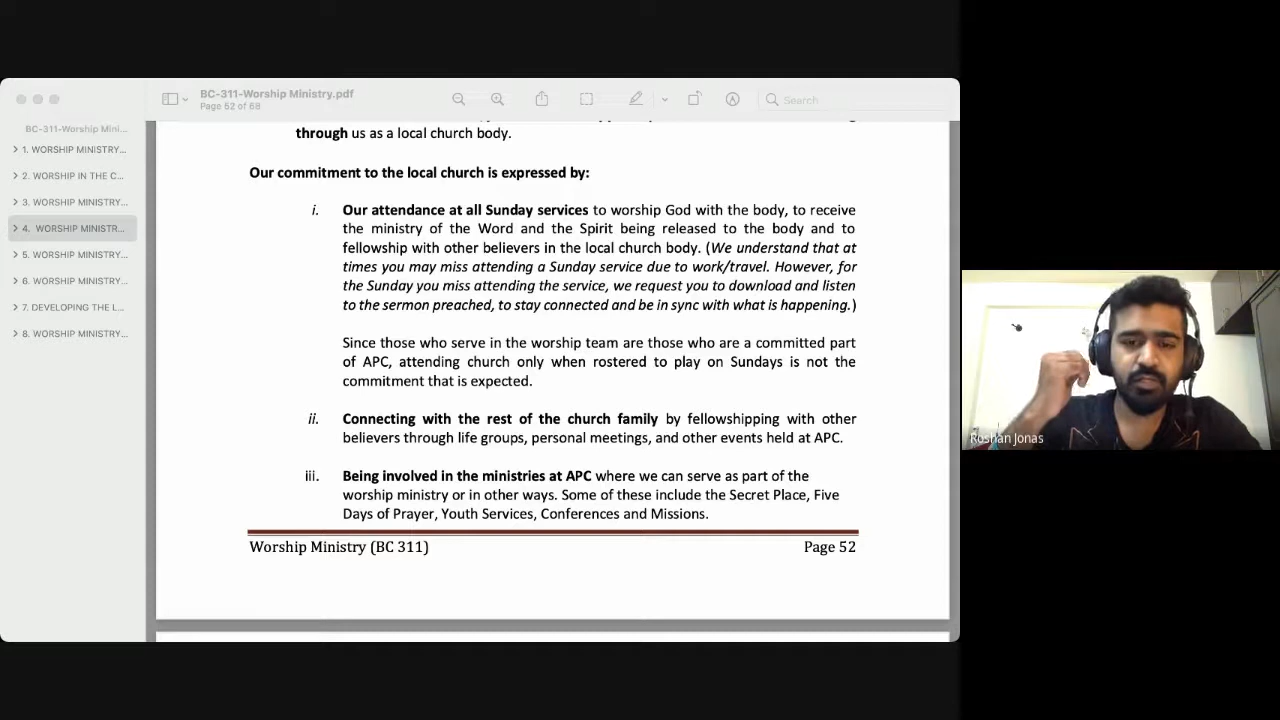 BC-311-Worship Ministry.pdf
Page 52 of 68
Search
BC-311-Worship Mini...
1. WORSHIP MINISTRY...
2. WORSHIP IN THE C...
3. WORSHIP MINISTRY...
4. WORSHIP MINISTR...
5. WORSHIP MINISTRY...
6. WORSHIP MINISTRY...
7. DEVELOPING THE L...
8. WORSHIP MINISTRY...
through us as a local church body.
Our commitment to the local church is expressed by:
i. Our attendance at all Sunday services to worship God with the body, to receive
the ministry of the Word and the Spirit being released to the body and to
fellowship with other believers in the local church body. (We understand that at
times you may miss attending a Sunday service due to work/travel. However, for
the Sunday you miss attending the service, we request you to download and listen
to the sermon preached, to stay connected and be in sync with what is happening.)
Since those who serve in the worship team are those who are a committed part
of APC, attending church only when rostered to play on Sundays is not the
commitment that is expected.
ii. Connecting with the rest of the church family by fellowshipping with other
believers through life groups, personal meetings, and other events held at APC.
iii. Being involved in the ministries at APC where we can serve as part of the
worship ministry or in other ways. Some of these include the Secret Place, Five
Days of Prayer, Youth Services, Conferences and Missions.
Worship Ministry (BC 311)
Page 52
Roshan Jonas